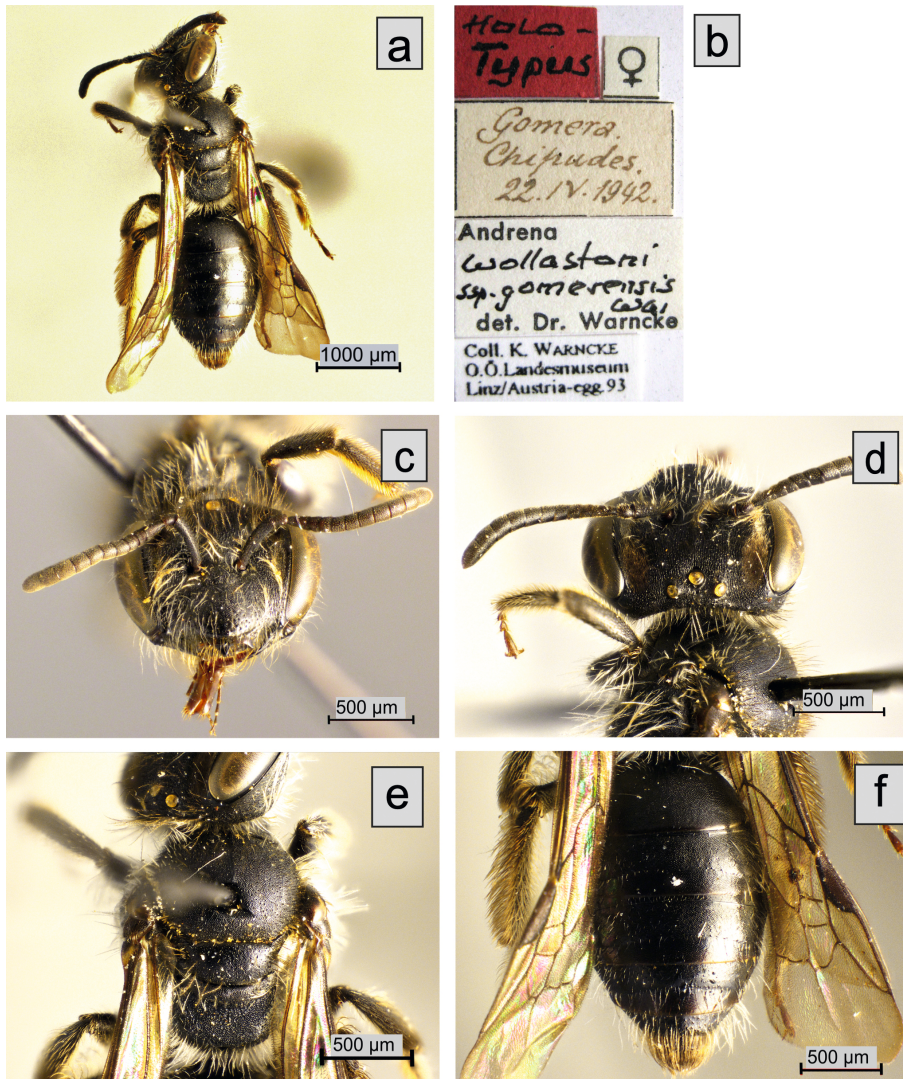 a
1000 µm
b
HOLO-
Typus
♀
Gomera.
Chipudes.
22.IV.1942.
Andrena
wollastoni
ssp. gomerensis
War
det. Dr. Warncke
Coll. K. WARNCKE
O.Ö.Landesmuseum
Linz/Austria-egg.93
c
500 µm
d
500 µm
e
500 µm
f
500 µm